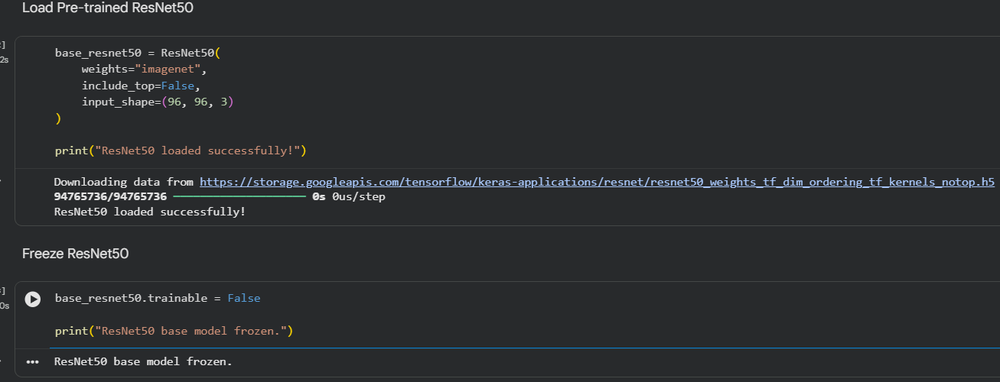 Load Pre-trained ResNet50
]
2s
base_resnet50 = ResNet50(
    weights="imagenet",
    include_top=False,
    input_shape=(96, 96, 3)
)
print("ResNet50 loaded successfully!")
Downloading data from https://storage.googleapis.com/tensorflow/keras-applications/resnet/resnet50_weights_tf_dim_ordering_tf_kernels_notop.h5
94765736/94765736 ━━━━━━━━━━━━━━━━━━━━ 0s 0us/step
ResNet50 loaded successfully!
Freeze ResNet50
]
0s
base_resnet50.trainable = False
print("ResNet50 base model frozen.")
ResNet50 base model frozen.